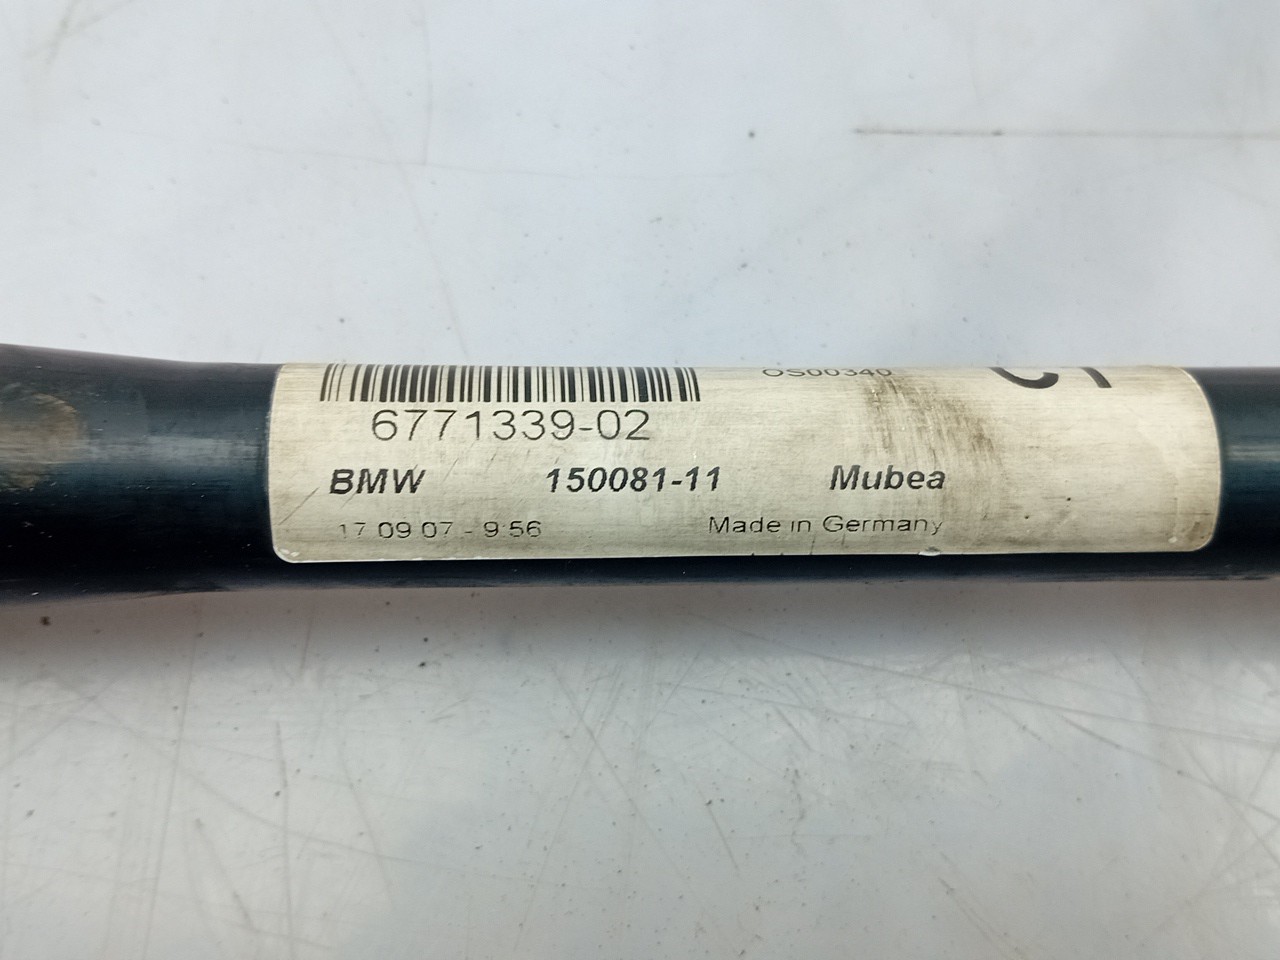 OS00340
6771339-02
BMW 150081-11 Mubea
17 09 07 - 9:56 Made in Germany